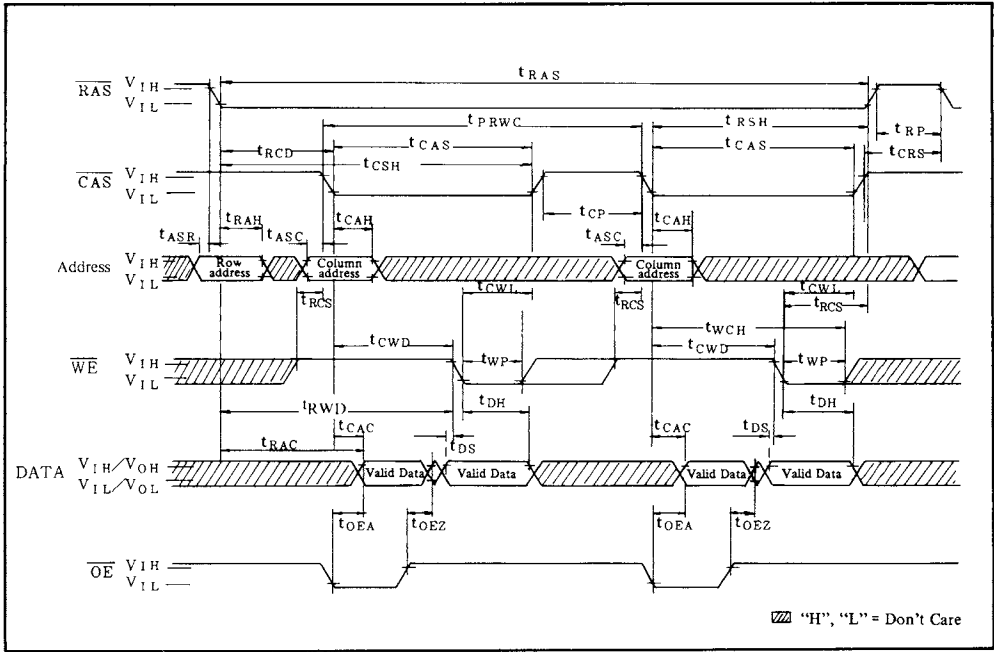 tRAS
RAS VIH
VIL
tPRWC tRSH
tRP
tRCD tCAS tCAS tCRS
tCSH
CAS VIH
VIL
tRAH tCAH tCP tCAH
tASR tASC tASC
Address VIH
VIL
Row address Column address Column address
tRCS tCWL tRCS tCWL
tRCS
tWCH
tCWD tCWD
WE VIH
VIL
tWP tWP
tRWD tDH tDH
tRAC tCAC tDS tCAC tDS
DATA VIH/VOH
VIL/VOL
Valid Data Valid Data Valid Data Valid Data
tOEA tOEZ tOEA tOEZ
OE VIH
VIL
"H", "L" = Don't Care